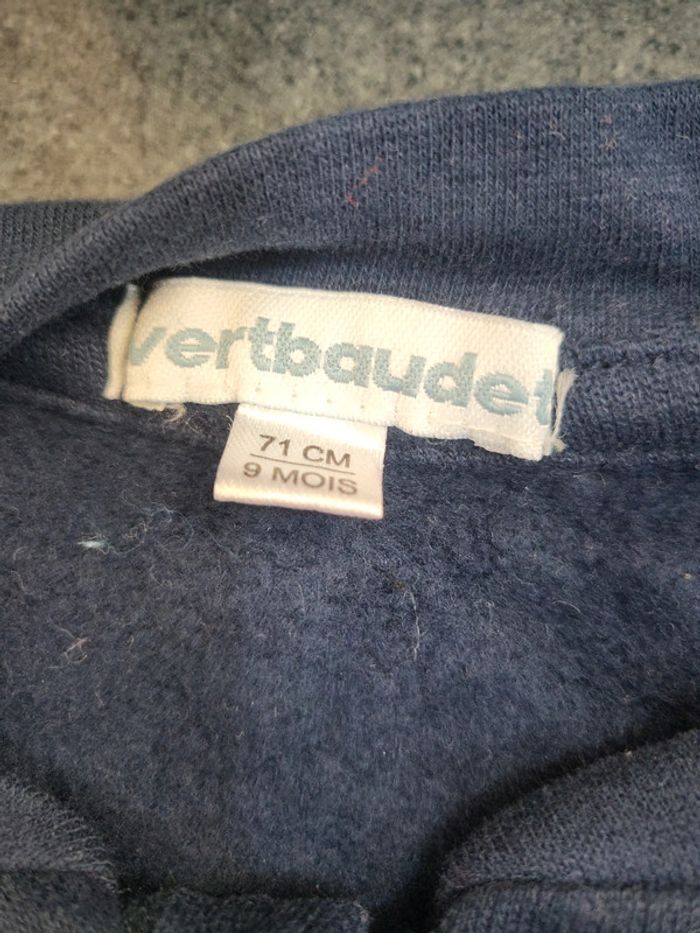 vertbaudet
71 CM
9 MOIS